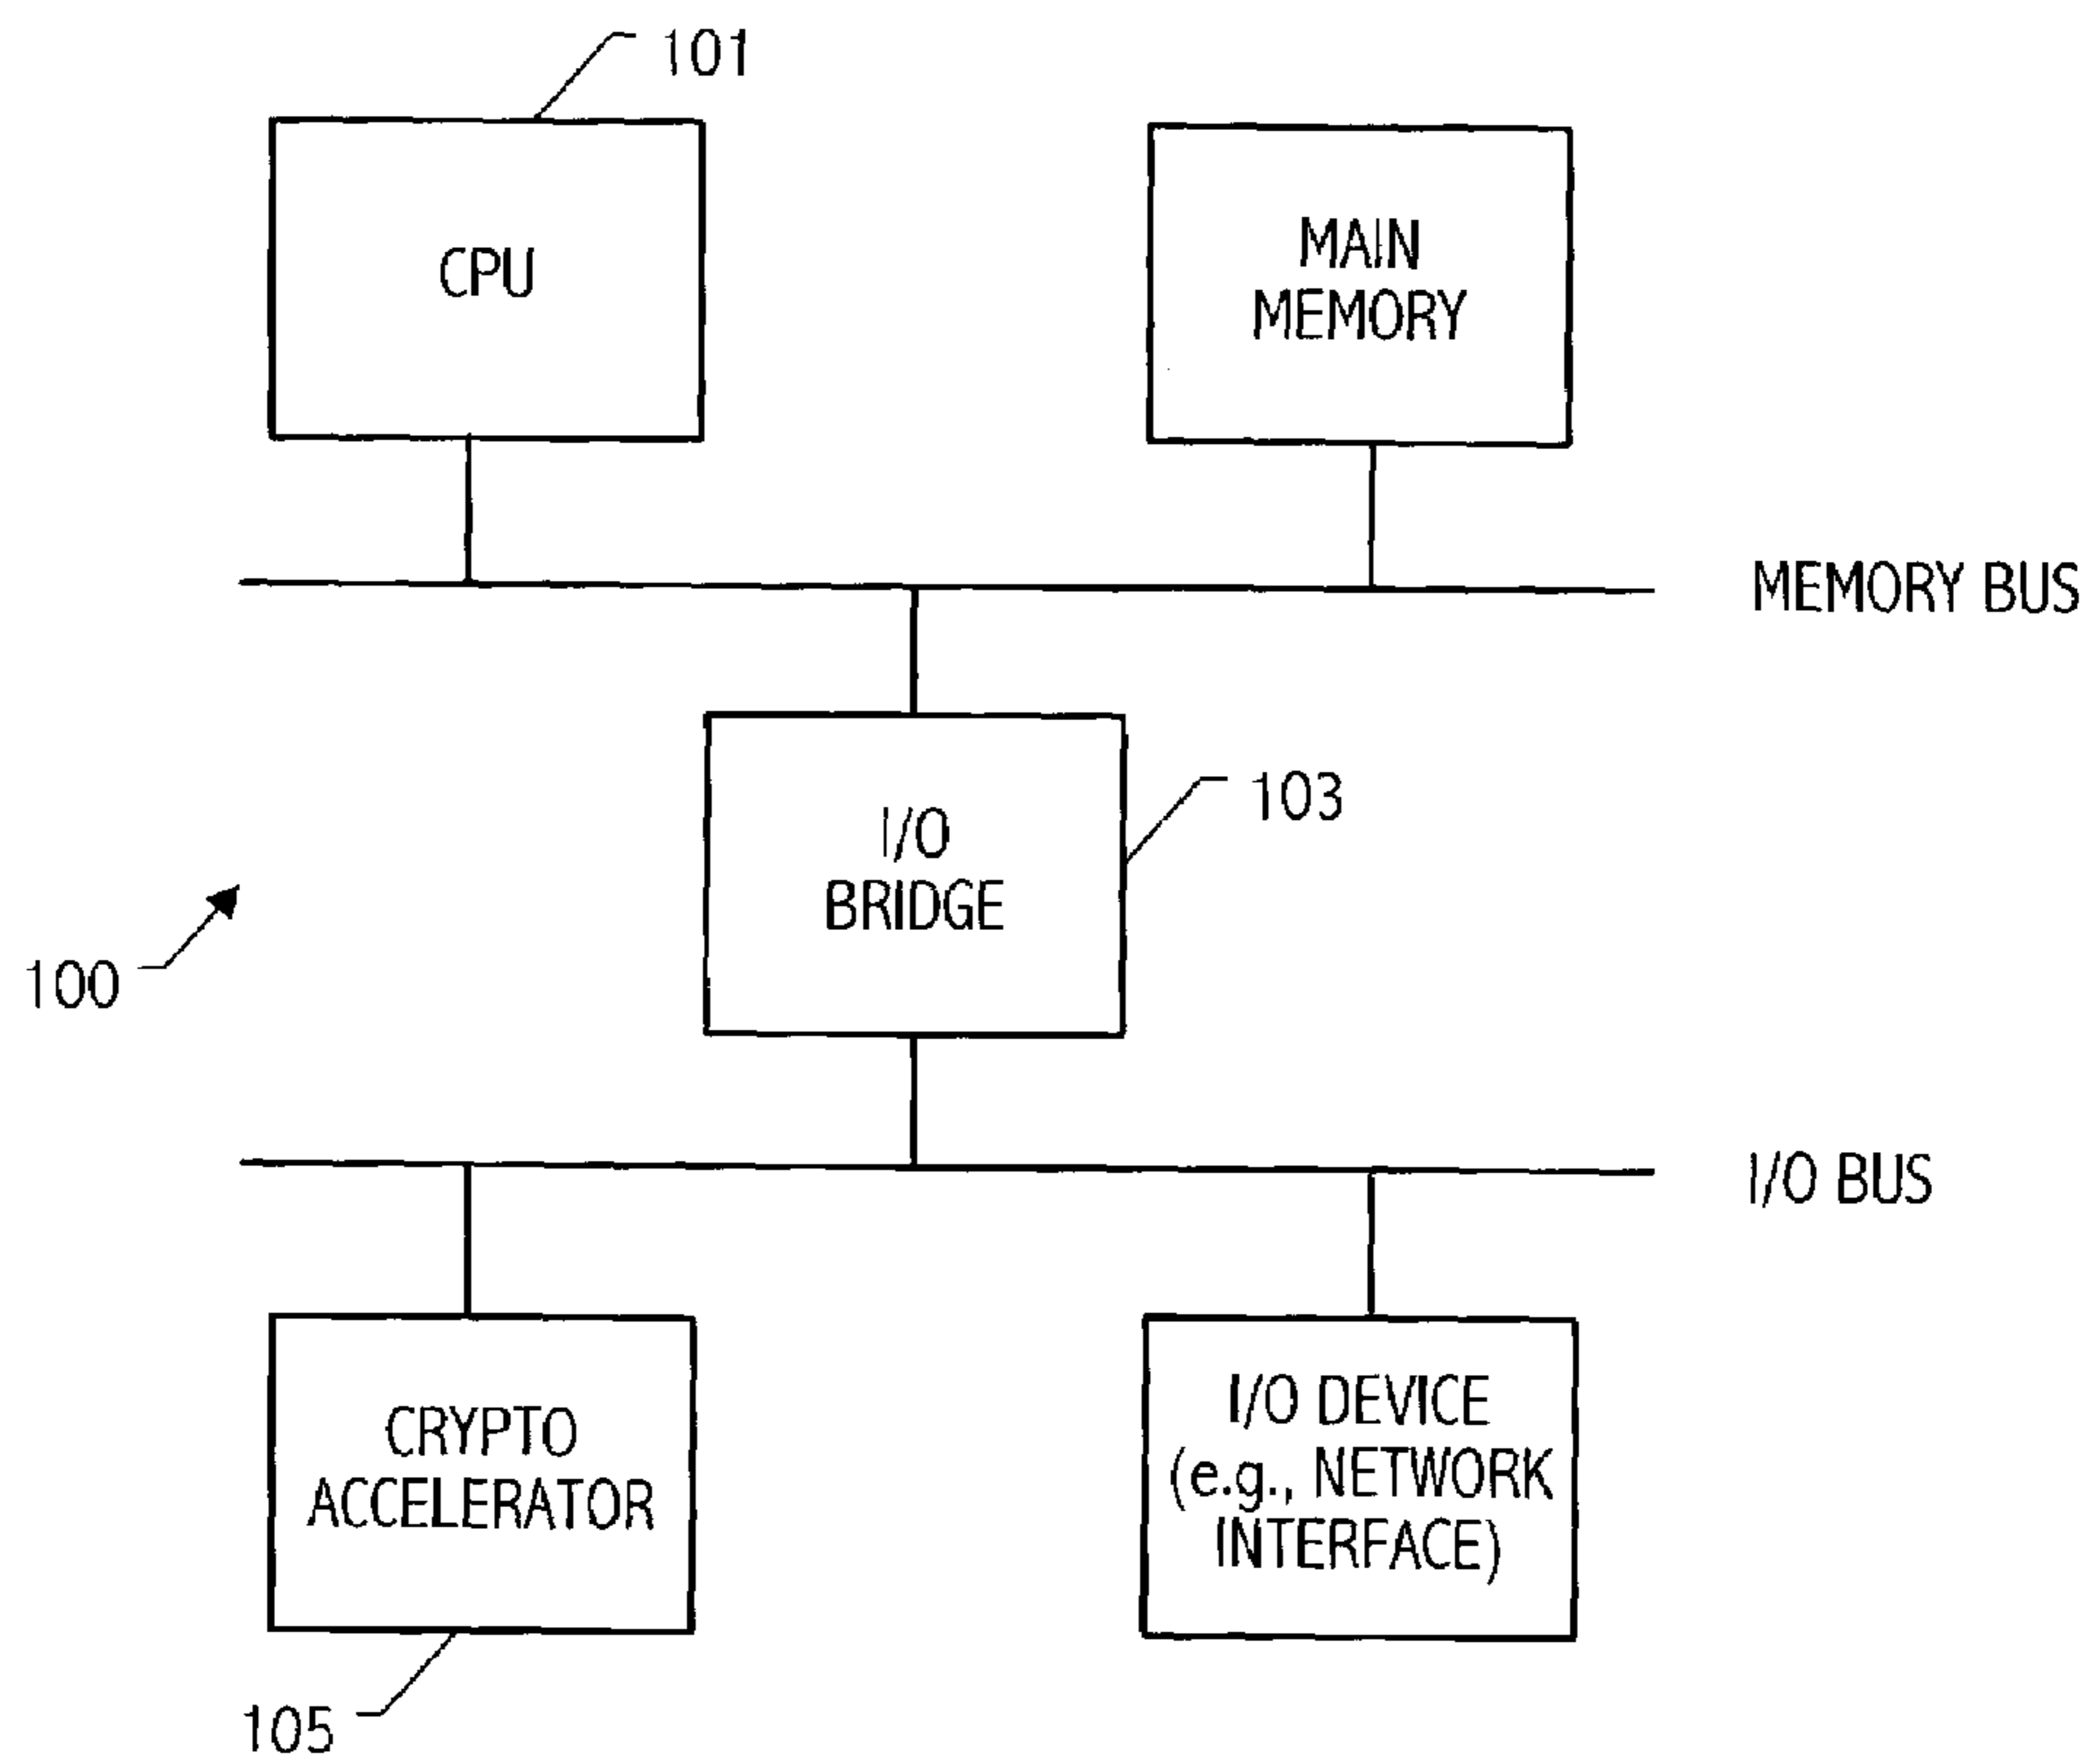 101
CPU
MAIN
MEMORY
MEMORY BUS
I/O
BRIDGE
103
100
I/O BUS
CRYPTO
ACCELERATOR
I/O DEVICE
(e.g., NETWORK
INTERFACE)
105